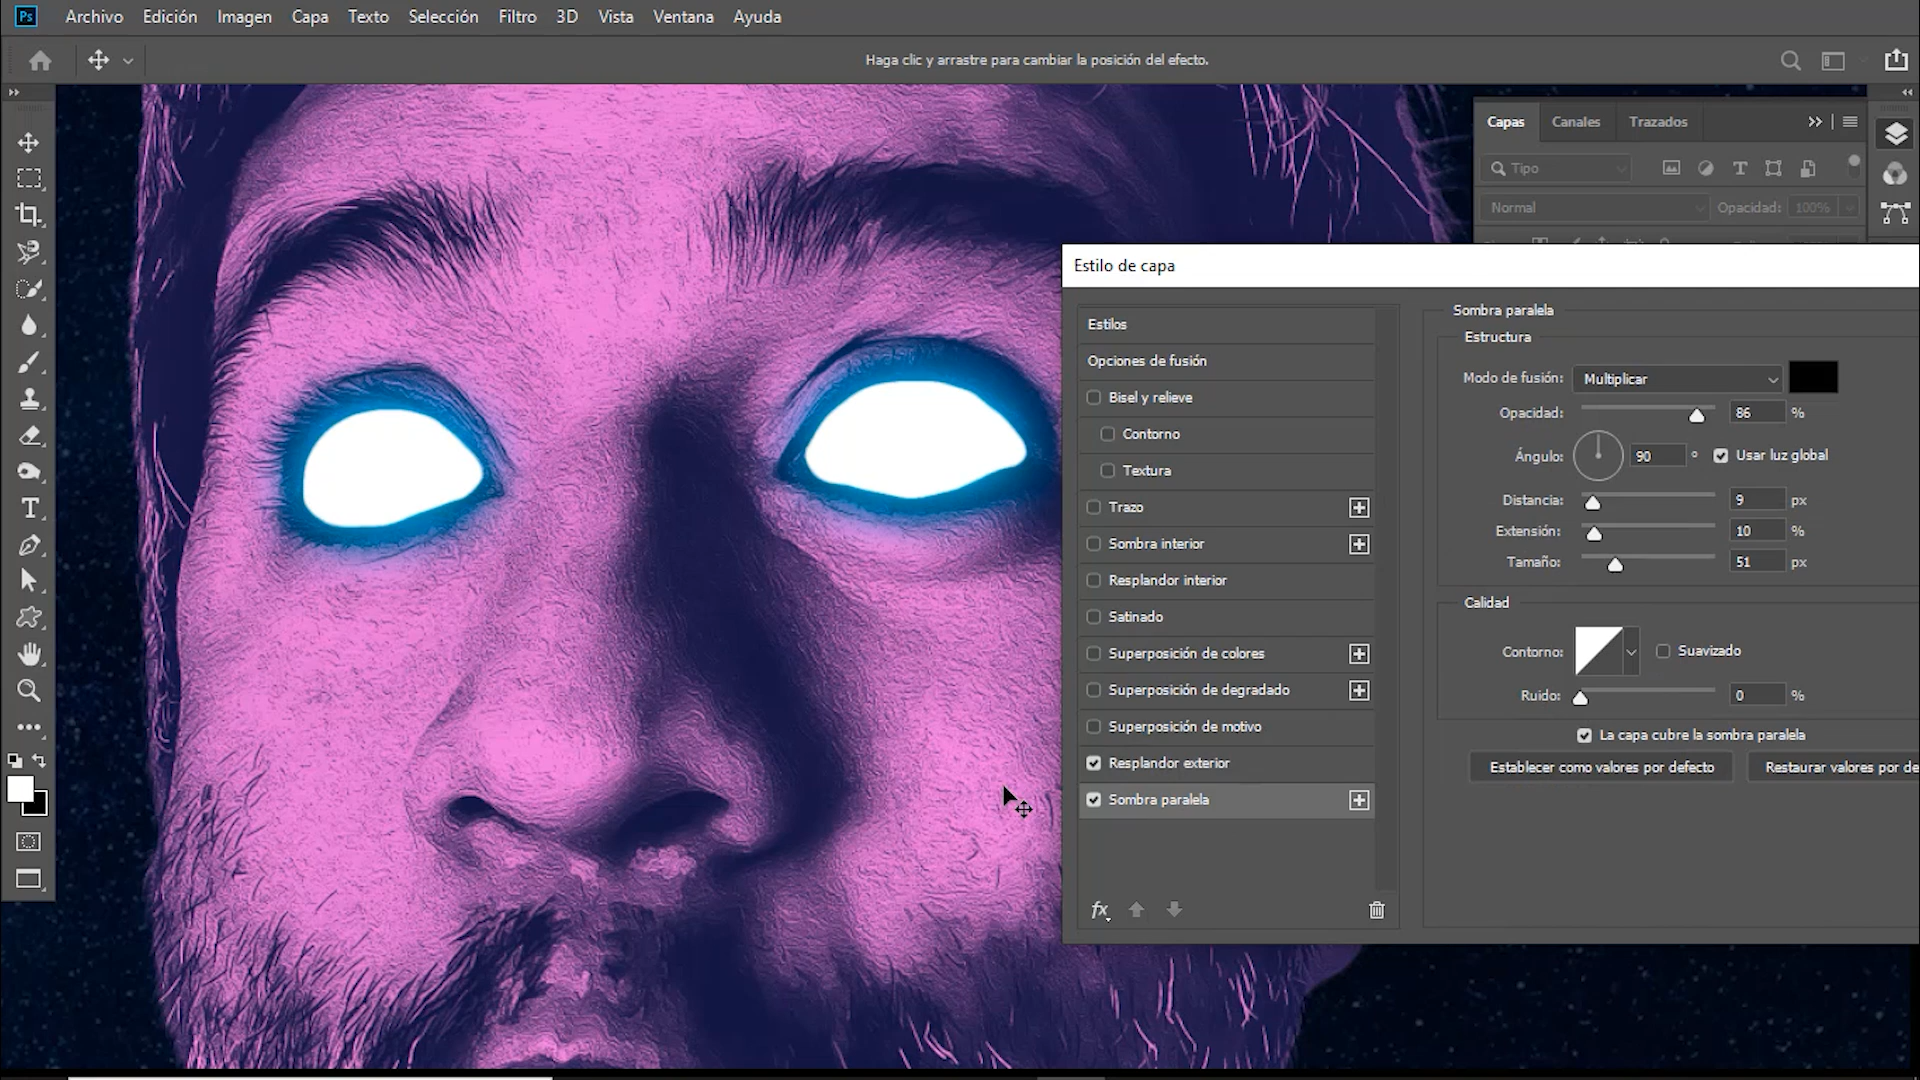 Ps Archivo Edición Imagen Capa Texto Selección Filtro 3D Vista Ventana Ayuda
Haga clic y arrastre para cambiar la posición del efecto.
Capas Canales Trazados
Tipo
Normal Opacidad: 100%
Estilo de capa
Estilos
Opciones de fusión
Bisel y relieve
Contorno
Textura
Trazo
Sombra interior
Resplandor interior
Satinado
Superposición de colores
Superposición de degradado
Superposición de motivo
Resplandor exterior
Sombra paralela
fx
Sombra paralela
Estructura
Modo de fusión: Multiplicar
Opacidad: 86 %
Ángulo: 90 ° Usar luz global
Distancia: 9 px
Extensión: 10 %
Tamaño: 51 px
Calidad
Contorno: Suavizado
Ruido: 0 %
La capa cubre la sombra paralela
Establecer como valores por defecto Restaurar valores por de